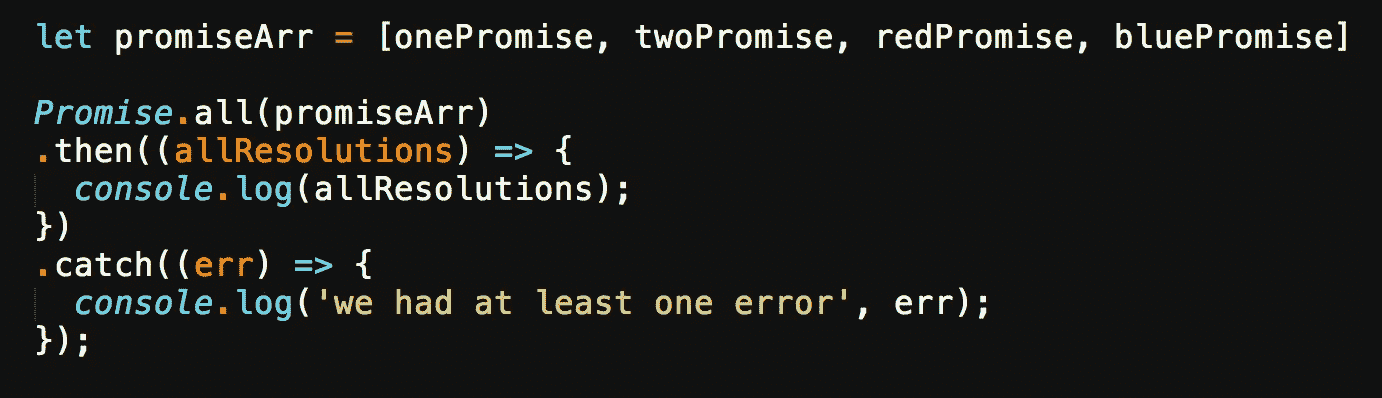 let promiseArr = [onePromise, twoPromise, redPromise, bluePromise]
Promise.all(promiseArr)
.then((allResolutions) => {
  console.log(allResolutions);
})
.catch((err) => {
  console.log('we had at least one error', err);
});